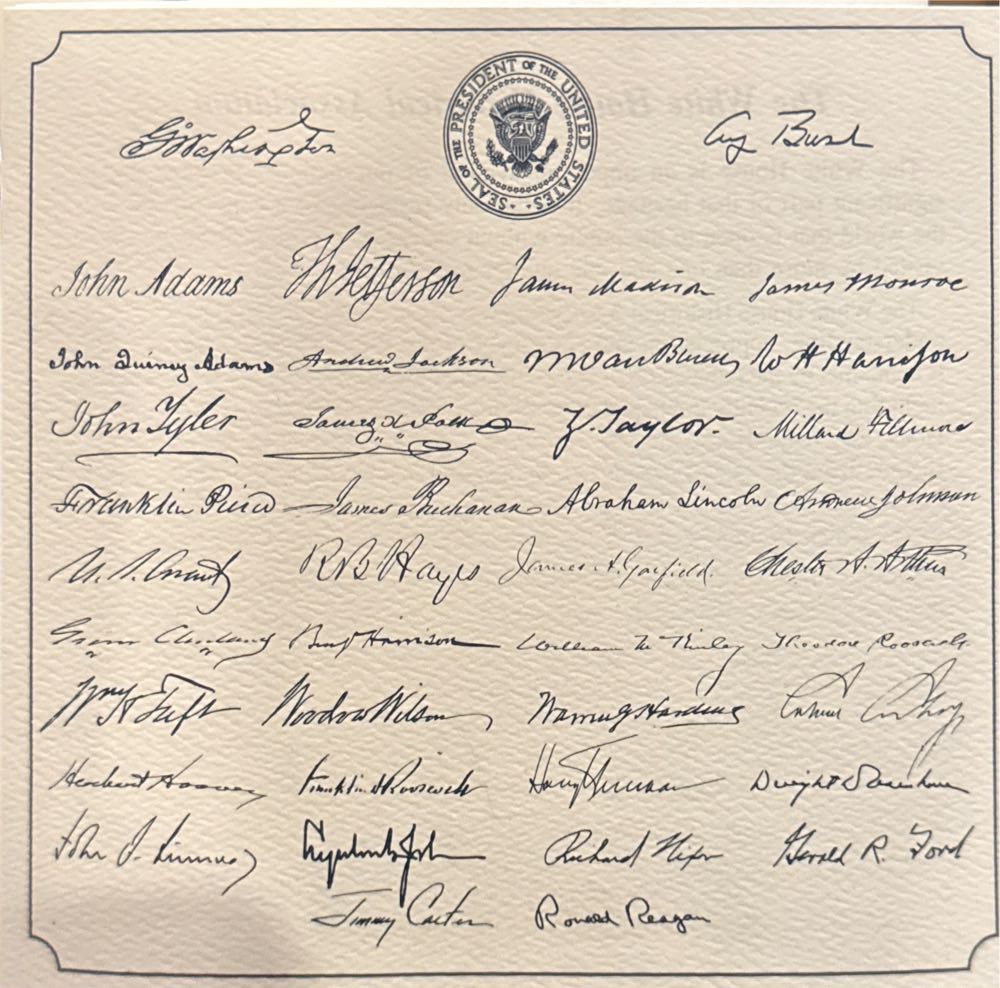 SEAL OF THE PRESIDENT OF THE UNITED STATES
G Washington G Bush
John Adams Th Jefferson James Madison James Monroe
John Quincy Adams Andrew Jackson M Van Buren W H Harrison
John Tyler James K Polk Z. Taylor. Millard Fillmore
Franklin Pierce James Buchanan Abraham Lincoln Andrew Johnson
U. S. Grant R B Hayes James A. Garfield. Chester A. Arthur
Grover Cleveland Benj Harrison William McKinley Theodore Roosevelt
Wm H Taft Woodrow Wilson Warren G Harding Calvin Coolidge
Herbert Hoover Franklin D Roosevelt Harry Truman Dwight D Eisenhower
John F. Kennedy Lyndon B. Johnson Richard Nixon Gerald R. Ford
Jimmy Carter Ronald Reagan